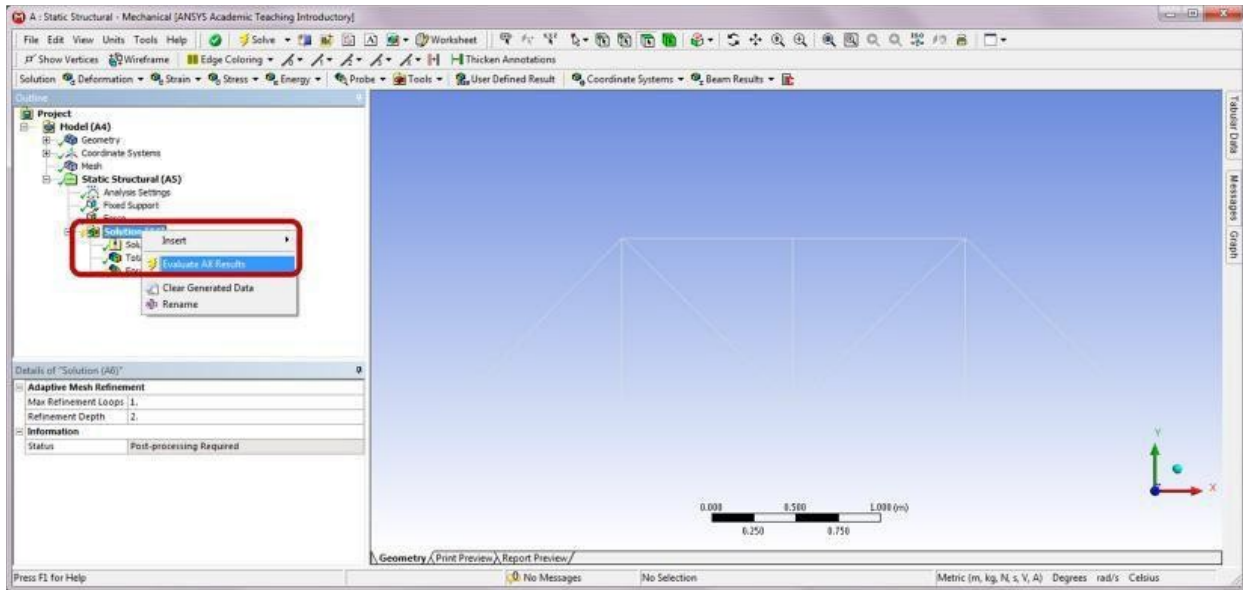 A : Static Structural - Mechanical [ANSYS Academic Teaching Introductory]
File Edit View Units Tools Help Solve Worksheet
Show Vertices Wireframe Edge Coloring Thicken Annotations
Solution Deformation Strain Stress Energy Probe Tools User Defined Result Coordinate Systems Beam Results
Outline
Project
Model (A4)
Geometry
Coordinate Systems
Mesh
Static Structural (A5)
Analysis Settings
Fixed Support
Force
Solution
Insert
Evaluate All Results
Clear Generated Data
Rename
Details of "Solution (A6)"
Adaptive Mesh Refinement
Max Refinement Loops 1.
Refinement Depth 2.
Information
Status Post-processing Required
Tabular Data
Messages
Graph
Y
X
0.000 0.500 1.000 (m)
0.250 0.750
Geometry Print Preview Report Preview
Press F1 for Help No Messages No Selection Metric (m, kg, N, s, V, A) Degrees rad/s Celsius